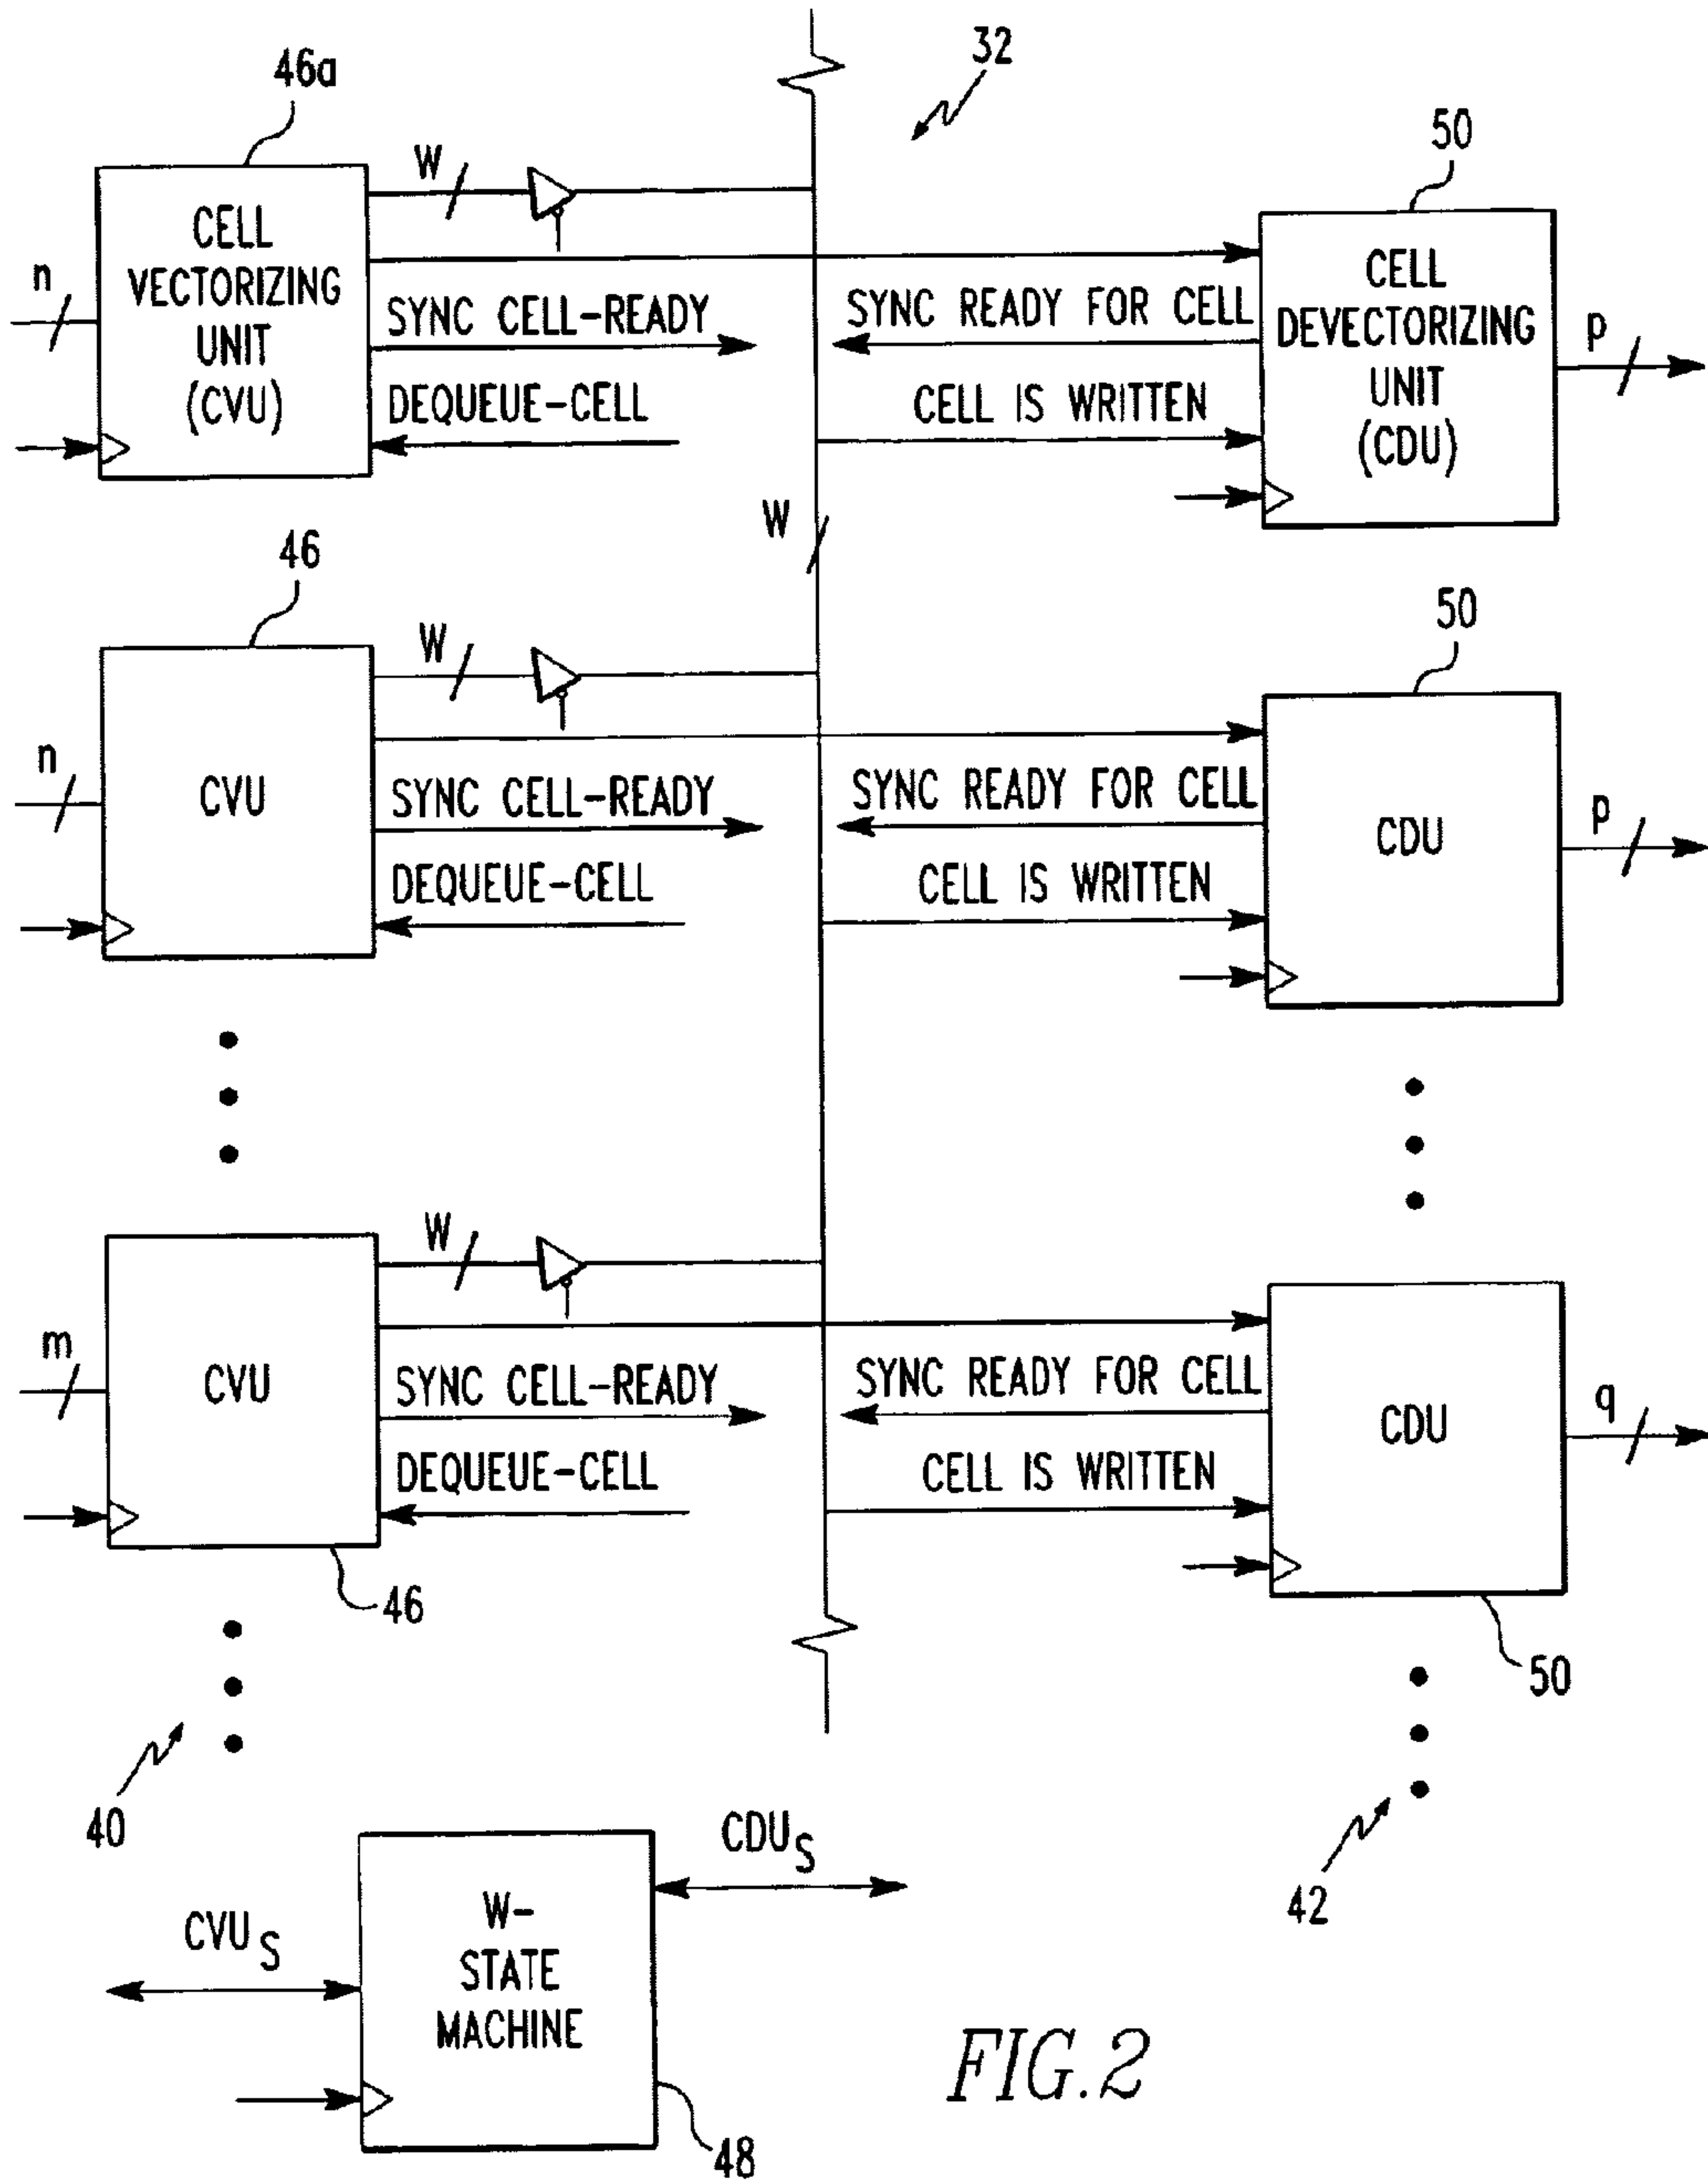 32
46a
50
W
CELL
VECTORIZING
UNIT
(CVU)
n
SYNC CELL-READY
DEQUEUE-CELL
SYNC READY FOR CELL
CELL IS WRITTEN
CELL
DEVECTORIZING
UNIT
(CDU)
p
W
46
50
W
n
CVU
SYNC CELL-READY
DEQUEUE-CELL
SYNC READY FOR CELL
CELL IS WRITTEN
CDU
p
W
m
CVU
SYNC CELL-READY
DEQUEUE-CELL
SYNC READY FOR CELL
CELL IS WRITTEN
CDU
q
46
50
40
42
CVUS
CDUS
W-
STATE
MACHINE
48
FIG.2